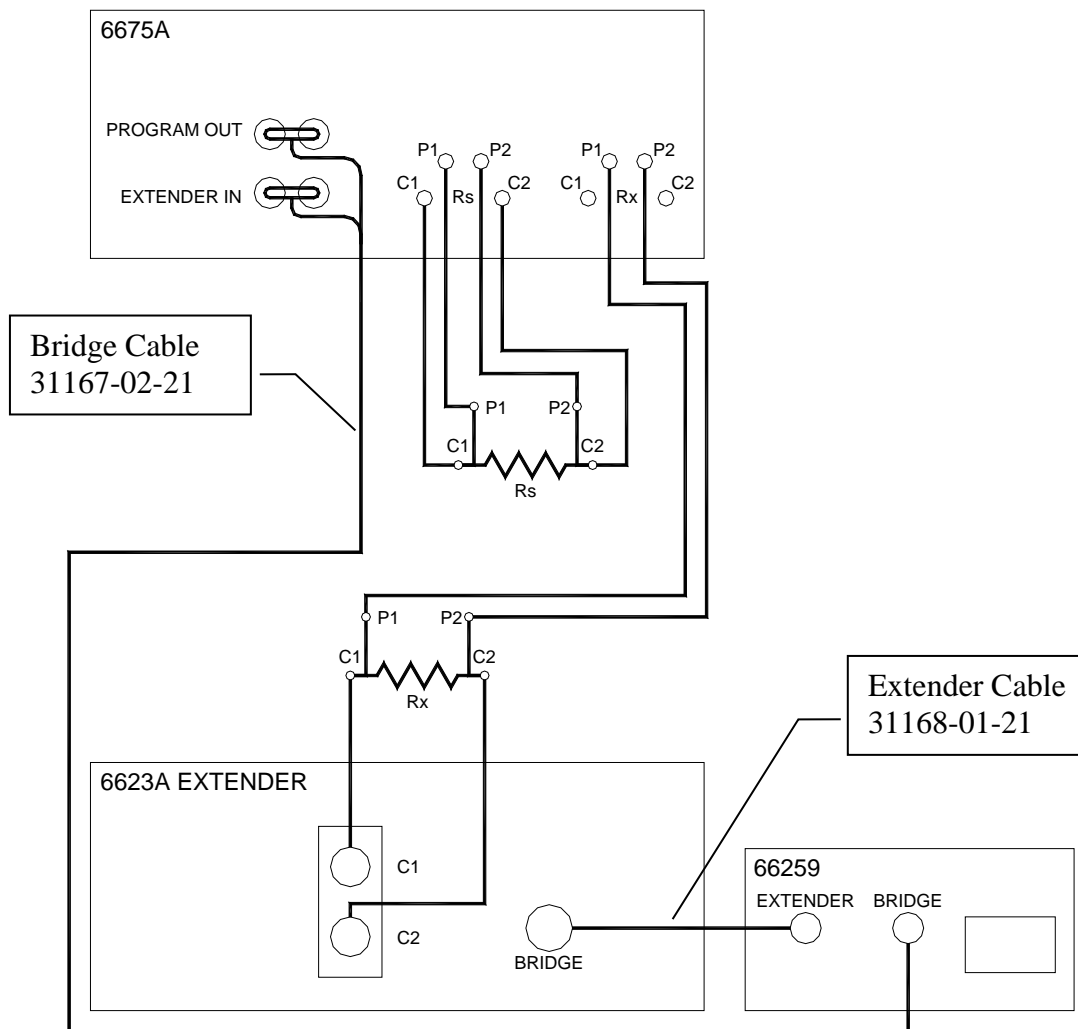 6675A
PROGRAM OUT
EXTENDER IN
P1
P2
C1
Rs
C2
P1
P2
C1
Rx
C2
Bridge Cable
31167-02-21
P1
P2
C1
C2
Rs
P1
P2
C1
C2
Rx
Extender Cable
31168-01-21
6623A EXTENDER
C1
C2
BRIDGE
66259
EXTENDER
BRIDGE